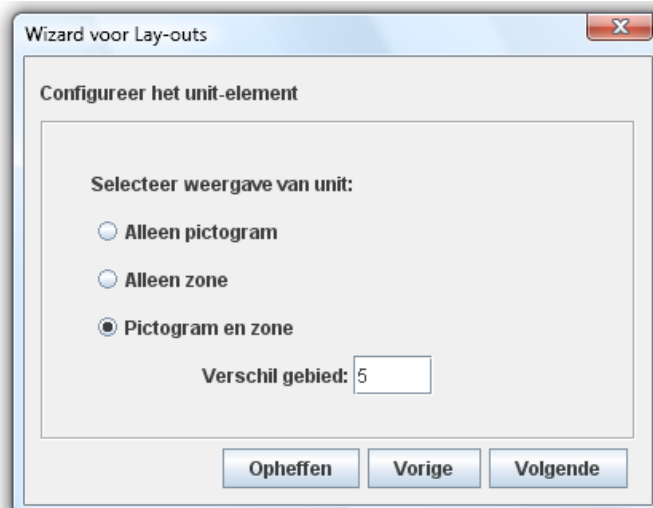 Wizard voor Lay-outs
Configureer het unit-element
Selecteer weergave van unit:
Alleen pictogram
Alleen zone
Pictogram en zone
Verschil gebied: 5
Opheffen Vorige Volgende